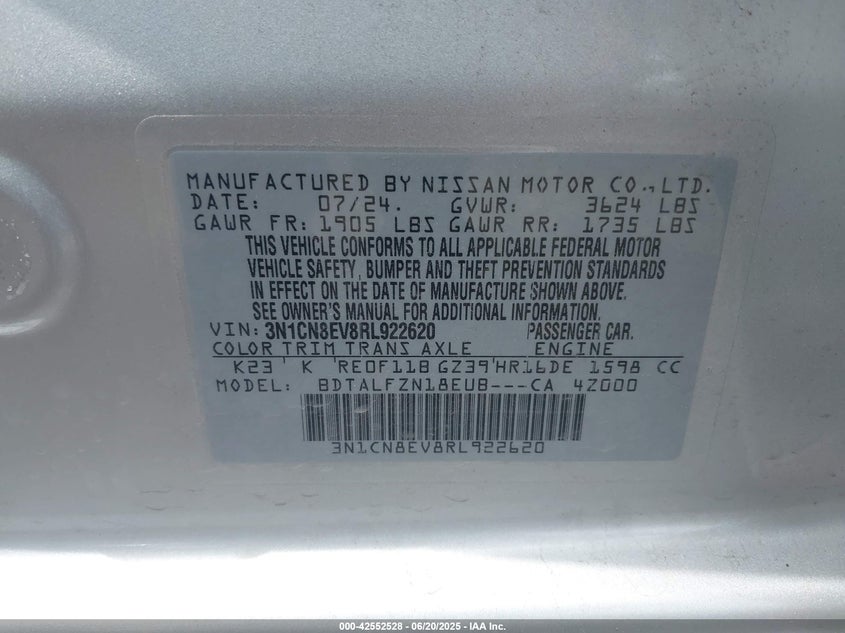 MANUFACTURED BY NISSAN MOTOR CO., LTD.
DATE: 07/24. GVWR: 3624 LBS
GAWR FR: 1905 LBS GAWR RR: 1735 LBS
THIS VEHICLE CONFORMS TO ALL APPLICABLE FEDERAL MOTOR
VEHICLE SAFETY, BUMPER AND THEFT PREVENTION STANDARDS
IN EFFECT ON THE DATE OF MANUFACTURE SHOWN ABOVE.
SEE OWNER'S MANUAL FOR ADDITIONAL INFORMATION
VIN: 3N1CN8EV8RL922620 PASSENGER CAR.
COLOR TRIM TRANS AXLE ENGINE
K23 K RE0F11B GZ39 HR16DE 1598 CC
MODEL: BDTALFZN18EUB---CA 4Z000
3N1CN8EV8RL922620
000-42552528 - 06/20/2025 - IAA Inc.